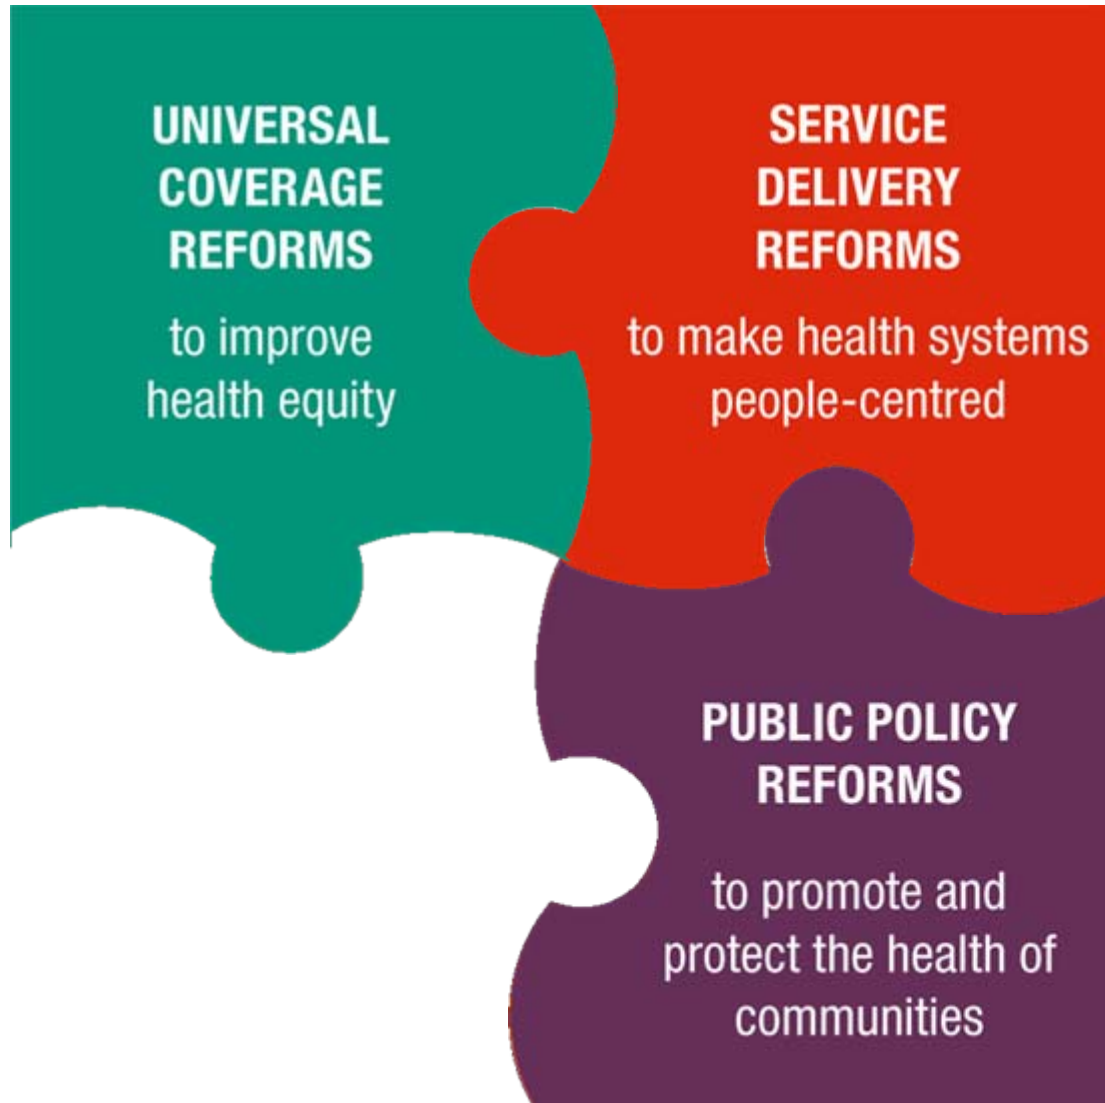 UNIVERSAL
COVERAGE
REFORMS
to improve
health equity
SERVICE
DELIVERY
REFORMS
to make health systems
people-centred
PUBLIC POLICY
REFORMS
to promote and
protect the health of
communities